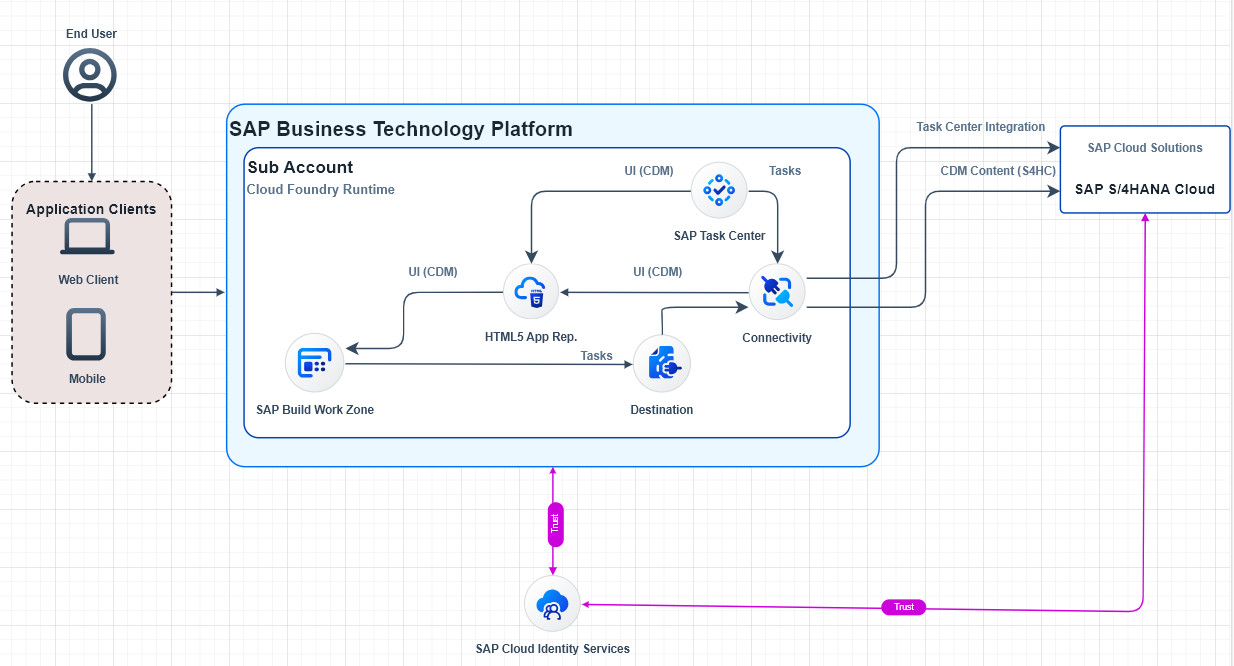 End User
Application Clients
Web Client
Mobile
SAP Business Technology Platform
Sub Account
Cloud Foundry Runtime
UI (CDM)
Tasks
SAP Task Center
UI (CDM)
UI (CDM)
HTML5 App Rep.
Connectivity
Tasks
SAP Build Work Zone
Destination
Task Center Integration
CDM Content (S4HC)
SAP Cloud Solutions
SAP S/4HANA Cloud
Trust
Trust
SAP Cloud Identity Services